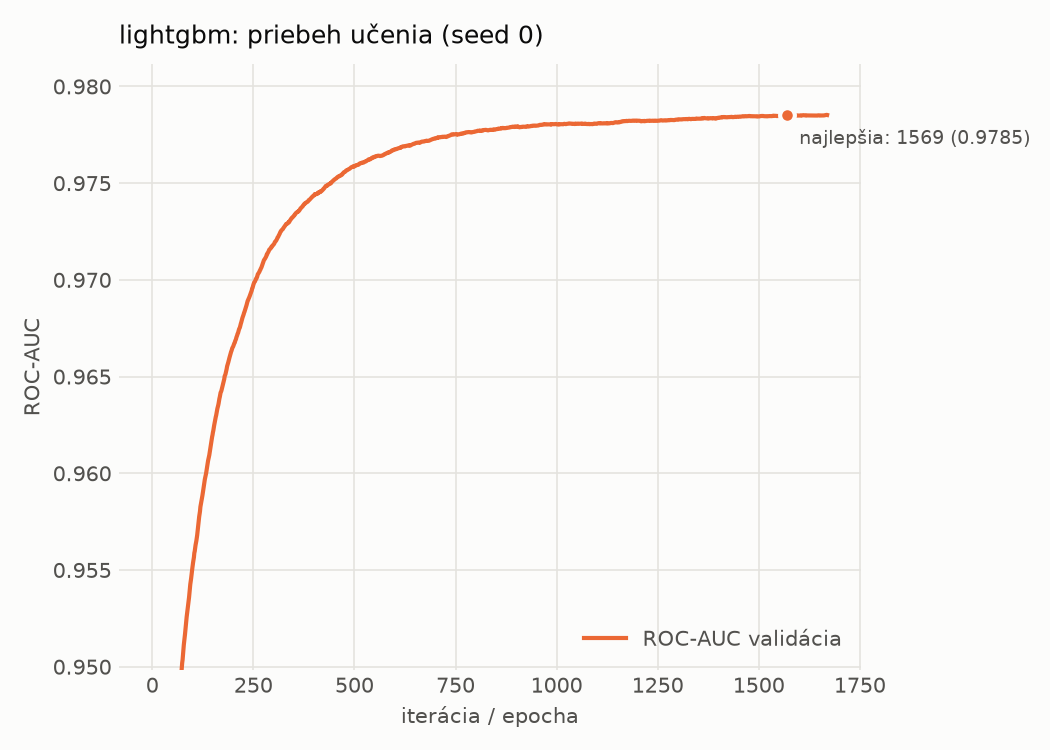 lightgbm: priebeh učenia (seed 0)
0.980
0.975
0.970
0.965
0.960
0.955
0.950
ROC-AUC
najlepšia: 1569 (0.9785)
ROC-AUC validácia
0 250 500 750 1000 1250 1500 1750
iterácia / epocha